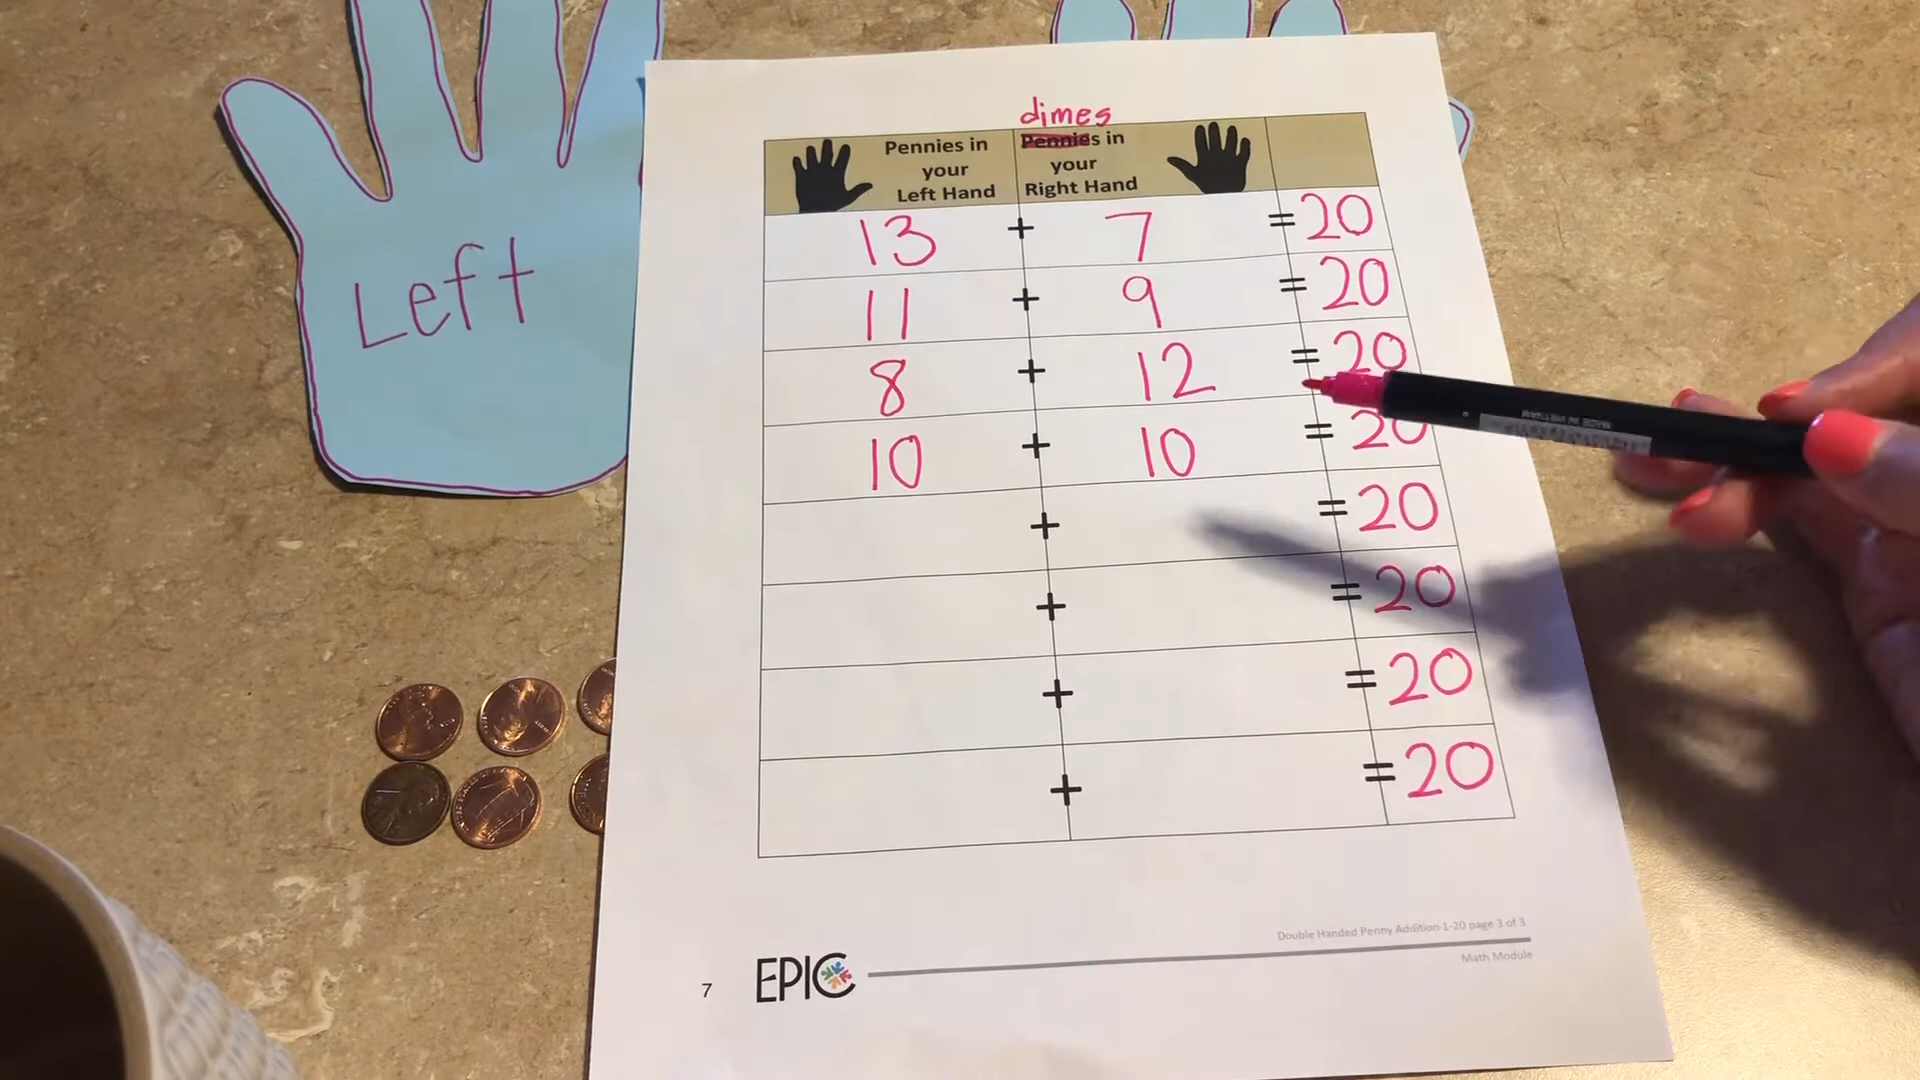 Left
dimes
Pennies in
your
Left Hand
Pennies in
your
Right Hand
13 + 7 = 20
11 + 9 = 20
8 + 12 = 20
10 + 10 = 20
+ = 20
+ = 20
+ = 20
+ = 20
Double Handed Penny Addition 1-20 page 3 of 3
Math Module
7 EPIC